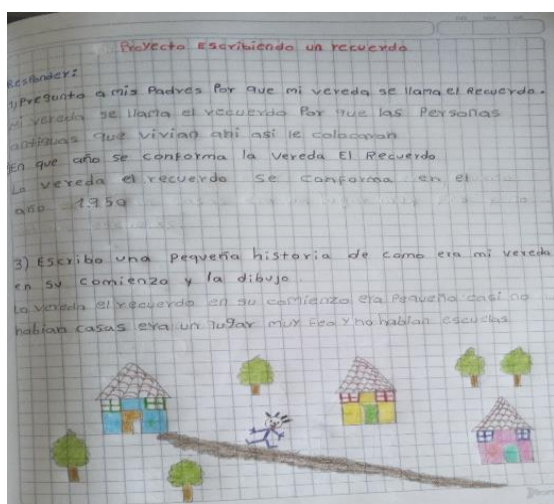 Proyecto Escribiendo un recuerdo
Responder:
1) Pregunto a mis Padres Por que mi vereda se llama el Recuerdo.
Mi vereda se llama el recuerdo Por que las Personas
antiguas que vivian ahi asi le colocaron
En que año se conforma la vereda El Recuerdo
La vereda el recuerdo se conforma en el
año 1.950
3) Escribo una Pequeña historia de como era mi vereda
en su comienzo y la dibujo.
La vereda el recuerdo en su comienzo era Pequeña casi no
habian casas era un lugar muy feo y no habian escuelas